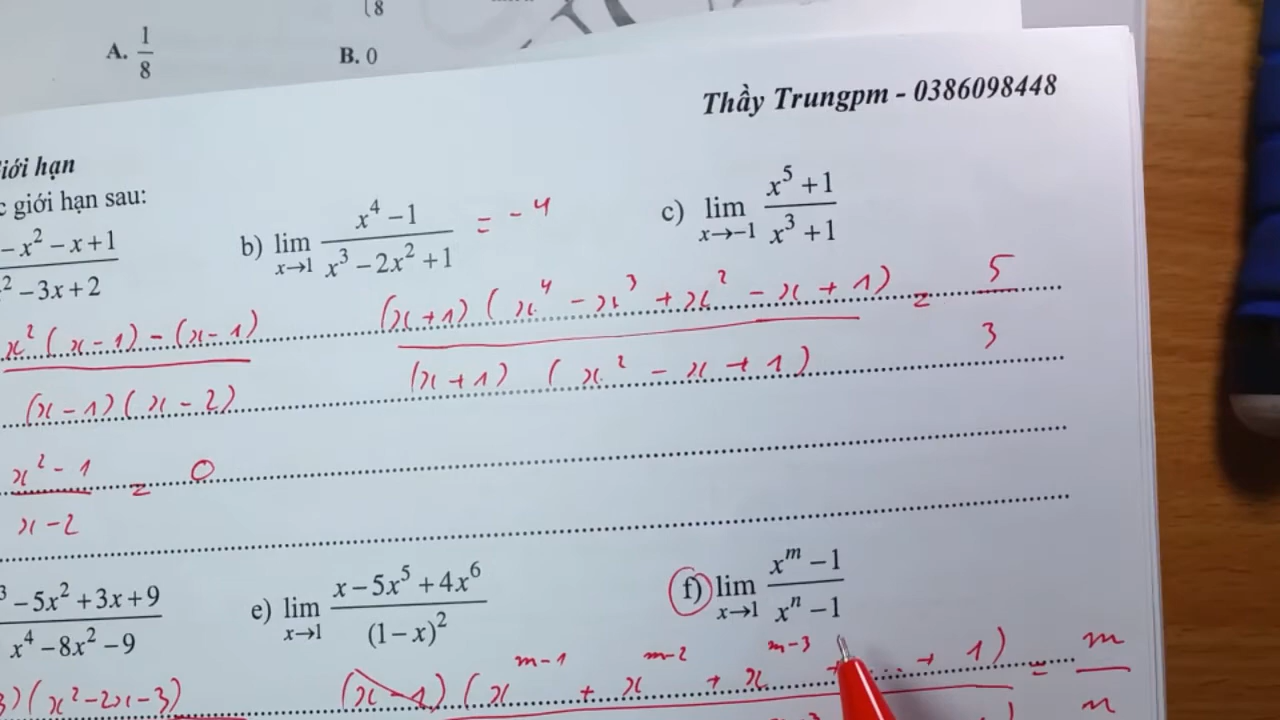 {8
A. 1/8 B. 0
Thầy Trungpm - 0386098448
iới hạn
c giới hạn sau:
-x² - x + 1 / ² - 3x + 2
b) lim x→1 x⁴ - 1 / x³ - 2x² + 1 = -4
c) lim x→-1 x⁵ + 1 / x³ + 1
x²(x-1) - (x-1) / (x-1)(x-2)
(x+1)(x⁴ - x³ + x² - x + 1) / (x+1)(x² - x + 1) = 5/3
x² - 1 / x - 2 = 0
³ - 5x² + 3x + 9 / x⁴ - 8x² - 9
e) lim x→1 x - 5x⁵ + 4x⁶ / (1-x)²
f) lim x→1 xᵐ - 1 / xⁿ - 1
3)(x² - 2x - 3)
(x-1)(x^(m-1) + x^(m-2) + x^(m-3) + ... + 1) = m/n